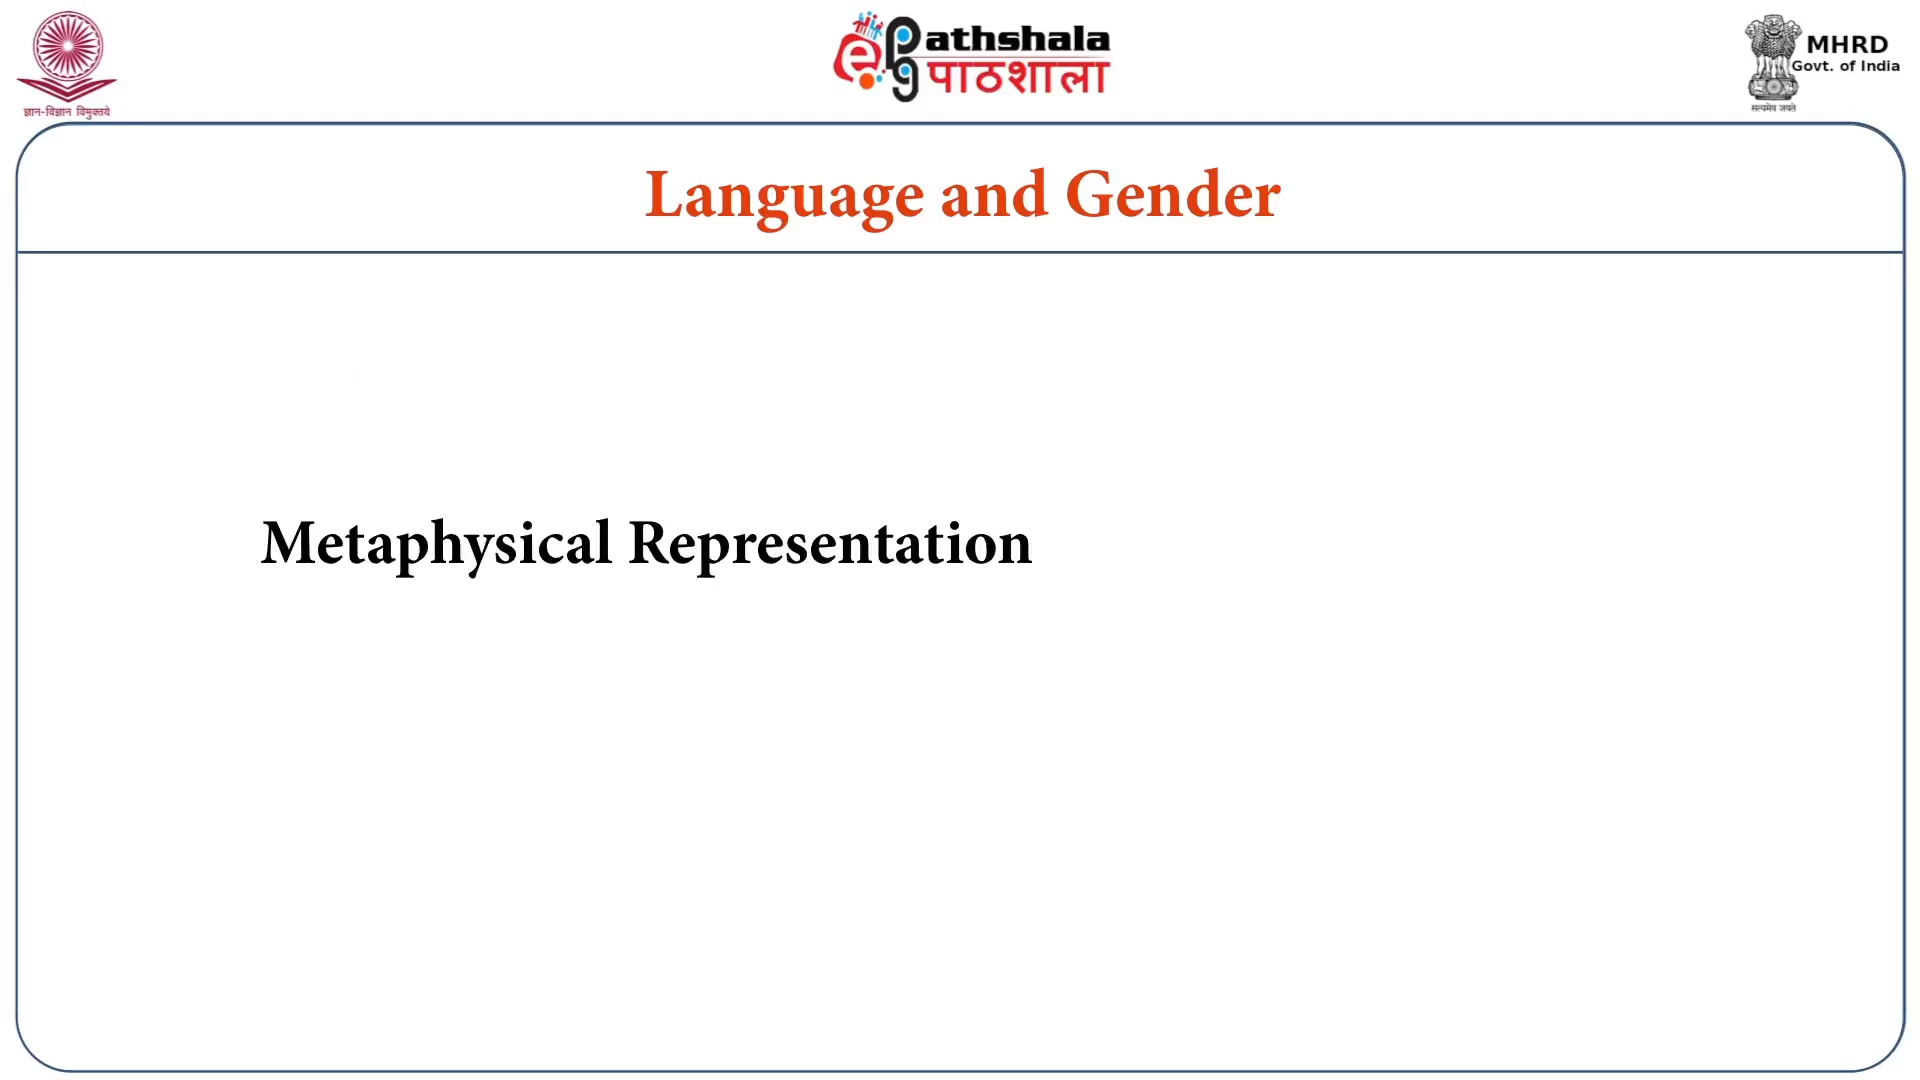 ज्ञान-विज्ञान विमुक्तये
ePathshala
पाठशाला
MHRD
Govt. of India
सत्यमेव जयते
Language and Gender
Metaphysical Representation